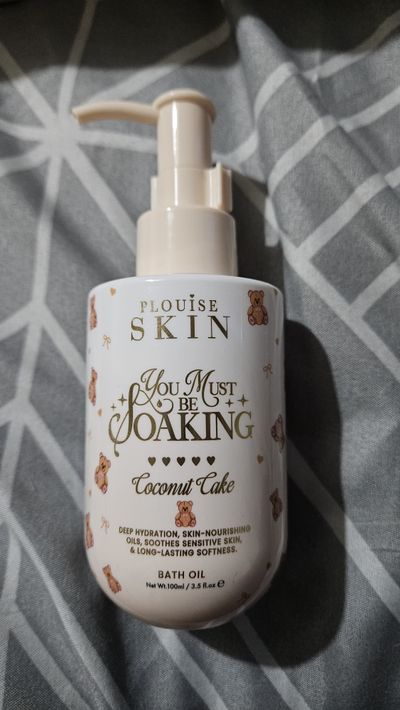 PLOUISE
SKIN
YOU MUST
BE
SOAKING
Coconut Cake
DEEP HYDRATION, SKIN-NOURISHING
OILS, SOOTHES SENSITIVE SKIN,
& LONG-LASTING SOFTNESS.
BATH OIL
Net Wt.100ml / 3.5 fl.oz ℮